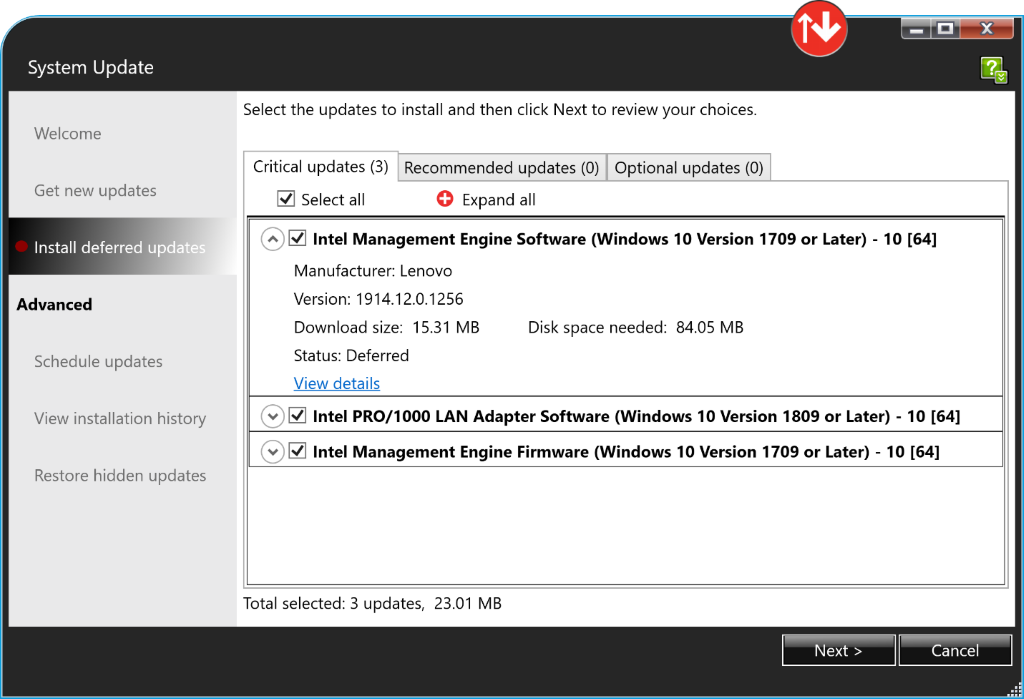 System Update
?
Welcome
Get new updates
Install deferred updates
Advanced
Schedule updates
View installation history
Restore hidden updates
Select the updates to install and then click Next to review your choices.
Critical updates (3) Recommended updates (0) Optional updates (0)
Select all Expand all
Intel Management Engine Software (Windows 10 Version 1709 or Later) - 10 [64]
Manufacturer: Lenovo
Version: 1914.12.0.1256
Download size: 15.31 MB Disk space needed: 84.05 MB
Status: Deferred
View details
Intel PRO/1000 LAN Adapter Software (Windows 10 Version 1809 or Later) - 10 [64]
Intel Management Engine Firmware (Windows 10 Version 1709 or Later) - 10 [64]
Total selected: 3 updates, 23.01 MB
Next > Cancel